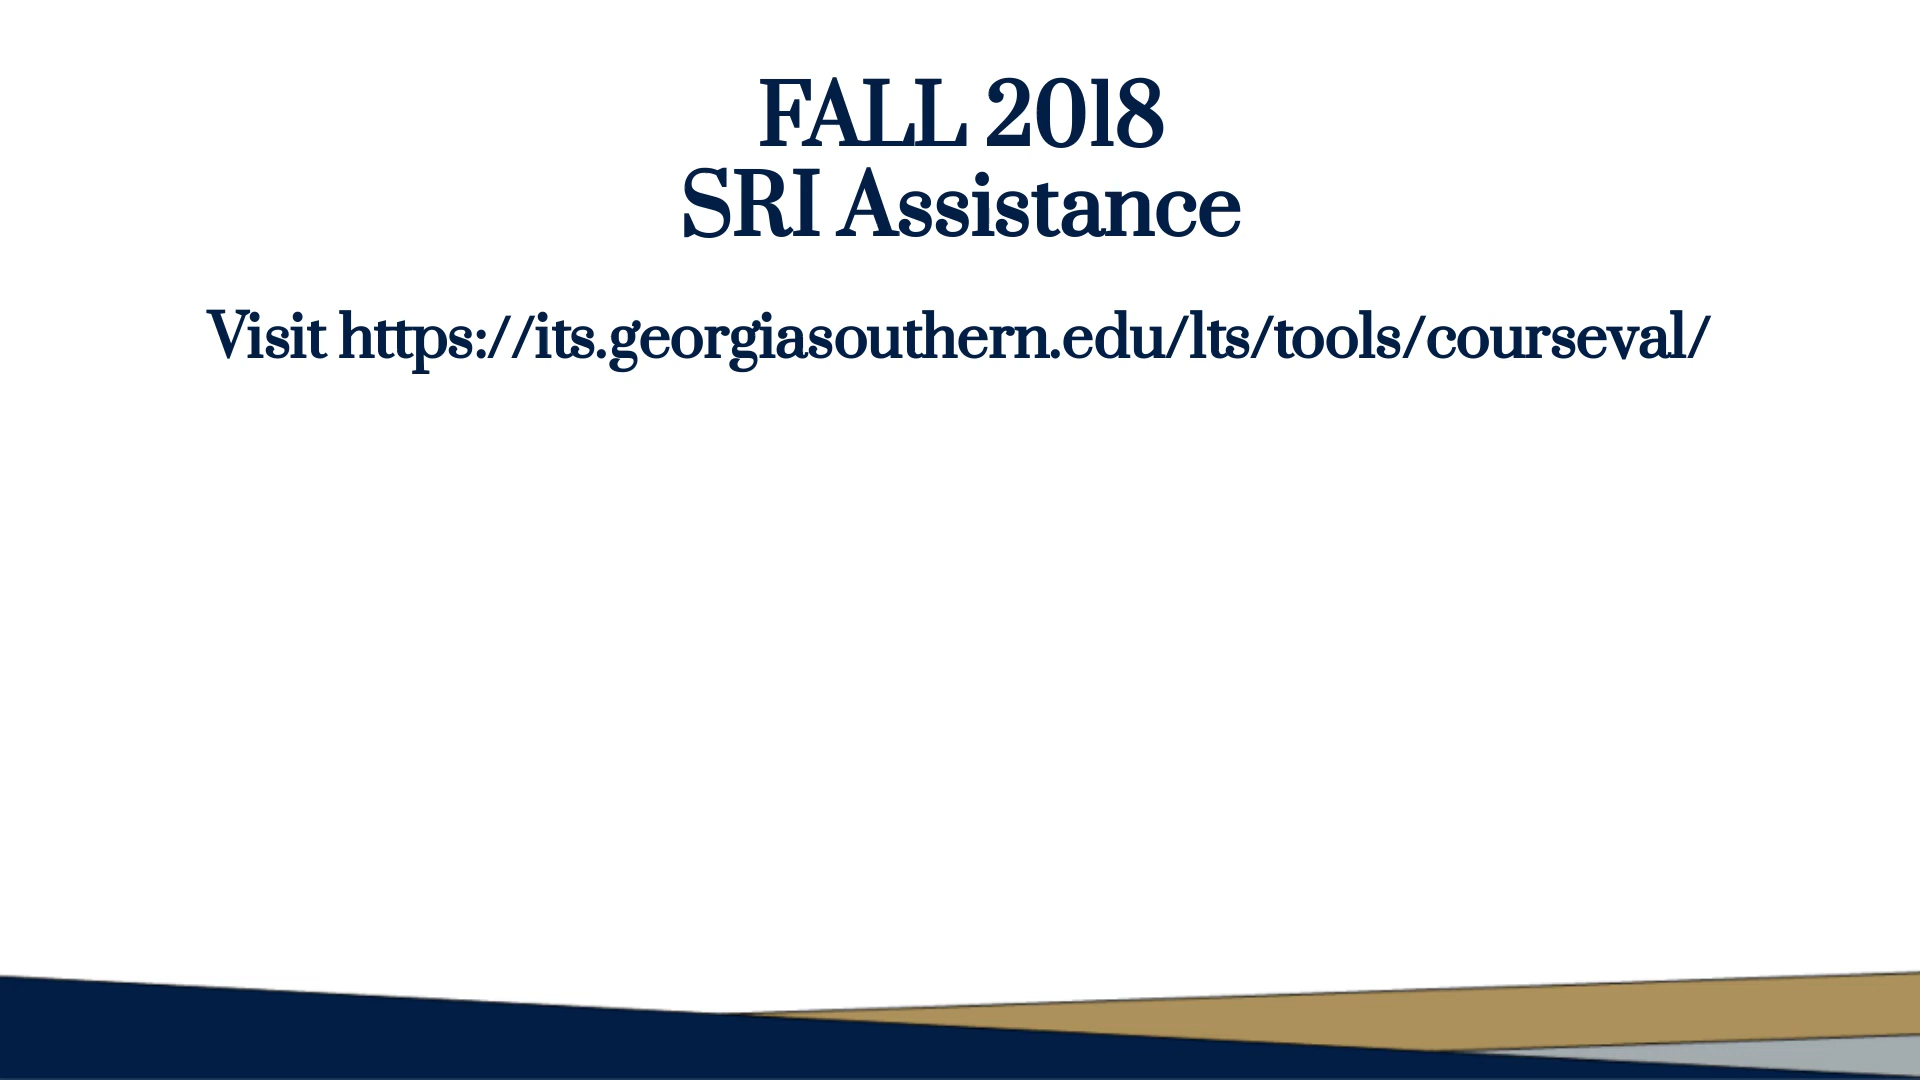 FALL 2018
SRI Assistance
Visit https://its.georgiasouthern.edu/lts/tools/courseval/